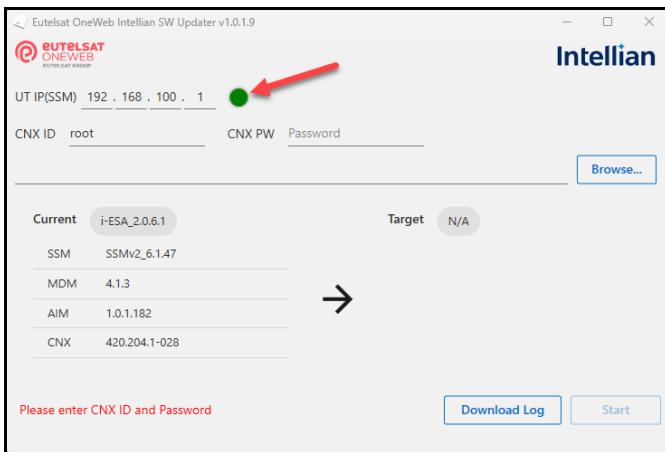 Eutelsat OneWeb Intellian SW Updater v1.0.1.9
eUTELSAT
ONEWEB
EUTELSAT GROUP
Intellian
UT IP(SSM) 192 . 168 . 100 . 1
CNX ID root CNX PW Password
Browse...
Current i-ESA_2.0.6.1 Target N/A
SSM SSMv2_6.1.47
MDM 4.1.3
AIM 1.0.1.182
CNX 420.204.1-028
Please enter CNX ID and Password Download Log Start